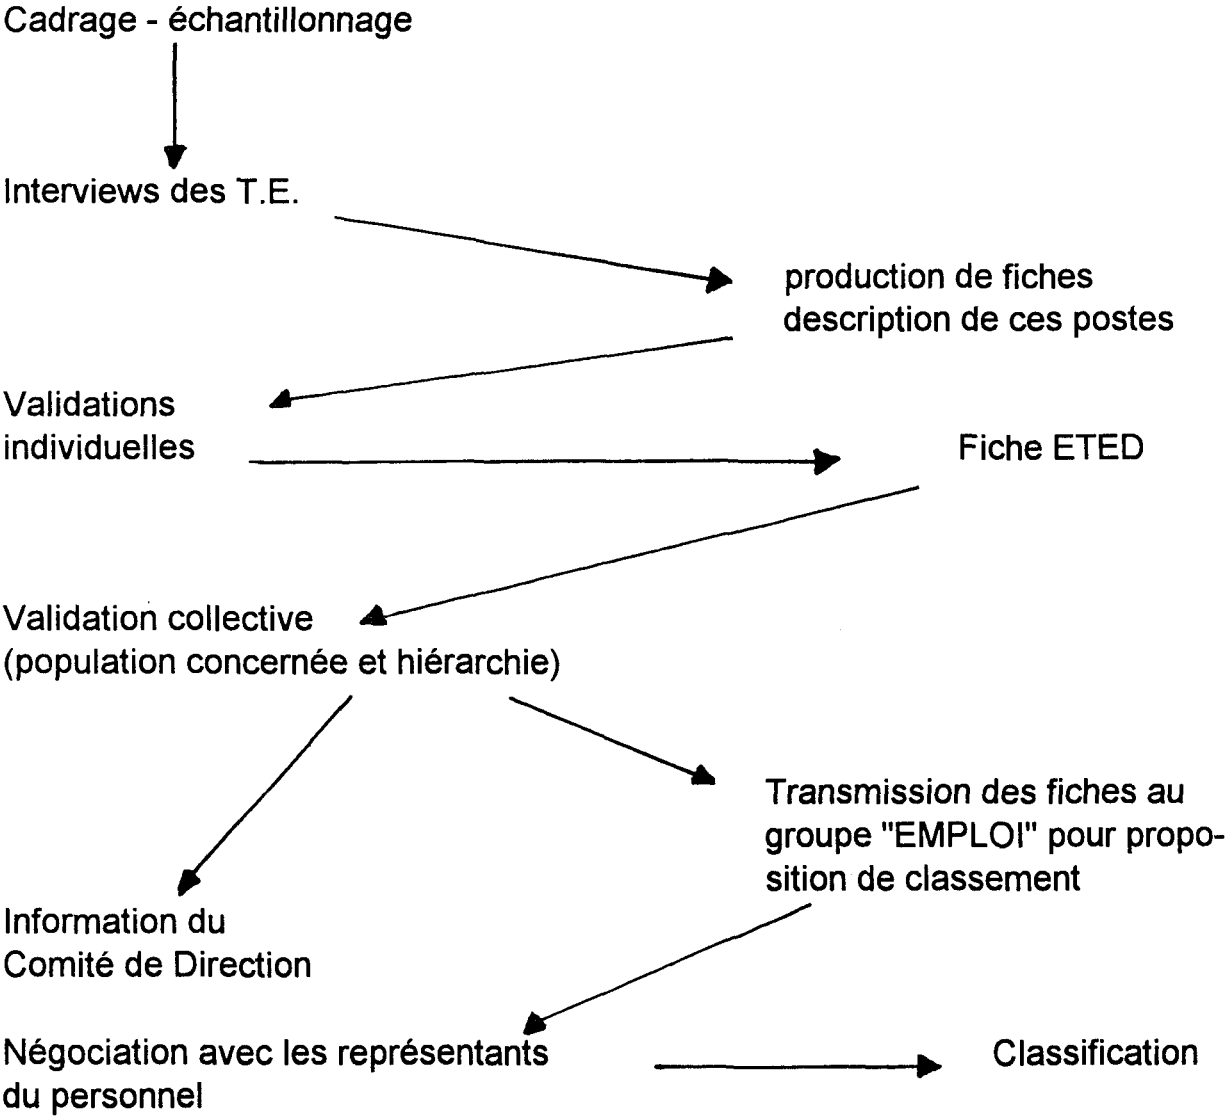 Cadrage - échantillonnage
Interviews des T.E.
production de fiches
description de ces postes
Validations
individuelles
Fiche ETED
Validation collective
(population concernée et hiérarchie)
Transmission des fiches au
groupe "EMPLOI" pour propo-
sition de classement
Information du
Comité de Direction
Négociation avec les représentants
du personnel
Classification